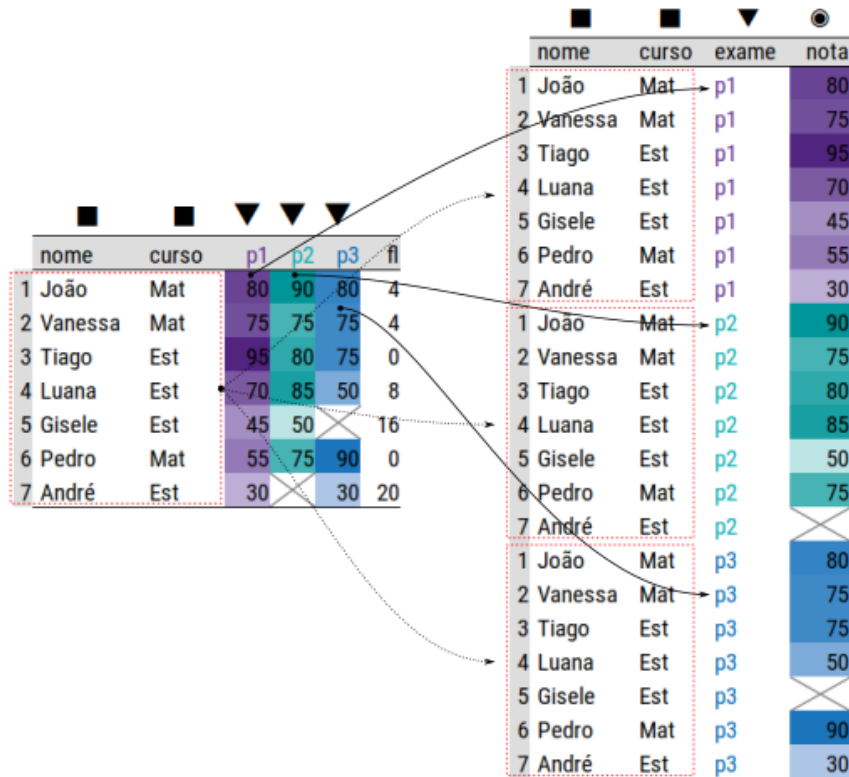 nome curso p1 p2 p3 fl
1 João Mat 80 90 80 4
2 Vanessa Mat 75 75 75 4
3 Tiago Est 95 80 75 0
4 Luana Est 70 85 50 8
5 Gisele Est 45 50 16
6 Pedro Mat 55 75 90 0
7 André Est 30 30 20
nome curso exame nota
1 João Mat p1 80
2 Vanessa Mat p1 75
3 Tiago Est p1 95
4 Luana Est p1 70
5 Gisele Est p1 45
6 Pedro Mat p1 55
7 André Est p1 30
1 João Mat p2 90
2 Vanessa Mat p2 75
3 Tiago Est p2 80
4 Luana Est p2 85
5 Gisele Est p2 50
6 Pedro Mat p2 75
7 André Est p2
1 João Mat p3 80
2 Vanessa Mat p3 75
3 Tiago Est p3 75
4 Luana Est p3 50
5 Gisele Est p3
6 Pedro Mat p3 90
7 André Est p3 30